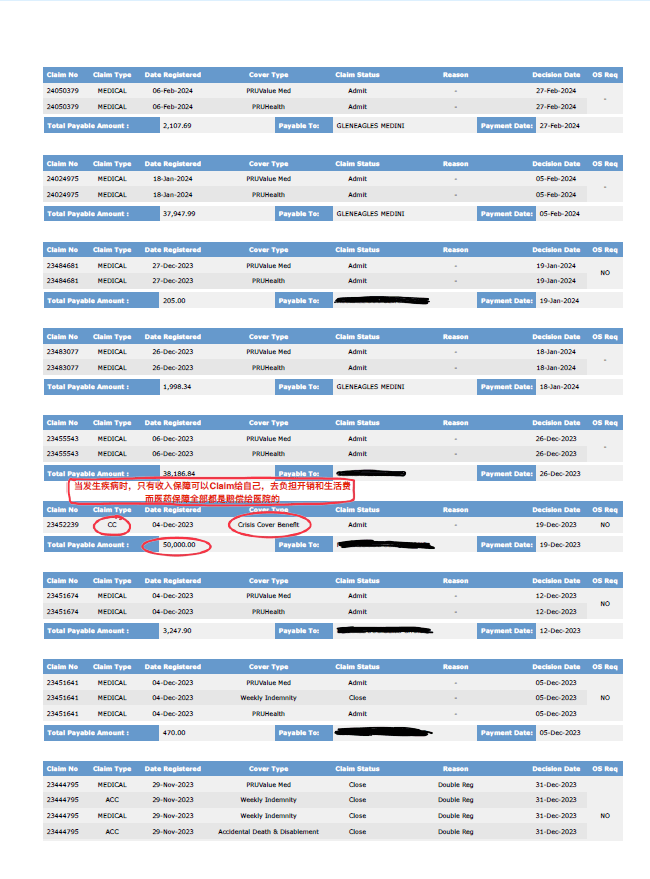 Claim No Claim Type Date Registered Cover Type Claim Status Reason Decision Date OS Req
24050379 MEDICAL 06-Feb-2024 PRUValue Med Admit - 27-Feb-2024
-
24050379 MEDICAL 06-Feb-2024 PRUHealth Admit - 27-Feb-2024
Total Payable Amount : 2,107.69 Payable To: GLENEAGLES MEDINI Payment Date: 27-Feb-2024
Claim No Claim Type Date Registered Cover Type Claim Status Reason Decision Date OS Req
24024975 MEDICAL 18-Jan-2024 PRUValue Med Admit - 05-Feb-2024
-
24024975 MEDICAL 18-Jan-2024 PRUHealth Admit - 05-Feb-2024
Total Payable Amount : 37,947.99 Payable To: GLENEAGLES MEDINI Payment Date: 05-Feb-2024
Claim No Claim Type Date Registered Cover Type Claim Status Reason Decision Date OS Req
23484681 MEDICAL 27-Dec-2023 PRUValue Med Admit - 19-Jan-2024
NO
23484681 MEDICAL 27-Dec-2023 PRUHealth Admit - 19-Jan-2024
Total Payable Amount : 205.00 Payable To: Payment Date: 19-Jan-2024
Claim No Claim Type Date Registered Cover Type Claim Status Reason Decision Date OS Req
23483077 MEDICAL 26-Dec-2023 PRUValue Med Admit - 18-Jan-2024
-
23483077 MEDICAL 26-Dec-2023 PRUHealth Admit - 18-Jan-2024
Total Payable Amount : 1,998.34 Payable To: GLENEAGLES MEDINI Payment Date: 18-Jan-2024
Claim No Claim Type Date Registered Cover Type Claim Status Reason Decision Date OS Req
23455543 MEDICAL 06-Dec-2023 PRUValue Med Admit - 26-Dec-2023
-
23455543 MEDICAL 06-Dec-2023 PRUHealth Admit - 26-Dec-2023
Total Payable Amount : 38,186.84 Payable To: Payment Date: 26-Dec-2023
当发生疾病时，只有收入保障可以Claim给自己，去负担开销和生活费
而医药保障全部都是赔偿给医院的
Claim No Claim Type Date Registered Cover Type Claim Status Reason Decision Date OS Req
23452239 CC 04-Dec-2023 Crisis Cover Benefit Admit - 19-Dec-2023 NO
Total Payable Amount : 50,000.00 Payable To: Payment Date: 19-Dec-2023
Claim No Claim Type Date Registered Cover Type Claim Status Reason Decision Date OS Req
23451674 MEDICAL 04-Dec-2023 PRUValue Med Admit - 12-Dec-2023
NO
23451674 MEDICAL 04-Dec-2023 PRUHealth Admit - 12-Dec-2023
Total Payable Amount : 3,247.90 Payable To: Payment Date: 12-Dec-2023
Claim No Claim Type Date Registered Cover Type Claim Status Reason Decision Date OS Req
23451641 MEDICAL 04-Dec-2023 PRUValue Med Admit - 05-Dec-2023
23451641 MEDICAL 04-Dec-2023 Weekly Indemnity Close - 05-Dec-2023 NO
23451641 MEDICAL 04-Dec-2023 PRUHealth Admit - 05-Dec-2023
Total Payable Amount : 470.00 Payable To: Payment Date: 05-Dec-2023
Claim No Claim Type Date Registered Cover Type Claim Status Reason Decision Date OS Req
23444795 MEDICAL 29-Nov-2023 PRUValue Med Close Double Reg 31-Dec-2023
23444795 ACC 29-Nov-2023 Weekly Indemnity Close Double Reg 31-Dec-2023
NO
23444795 MEDICAL 29-Nov-2023 Weekly Indemnity Close Double Reg 31-Dec-2023
23444795 ACC 29-Nov-2023 Accidental Death & Disablement Close Double Reg 31-Dec-2023